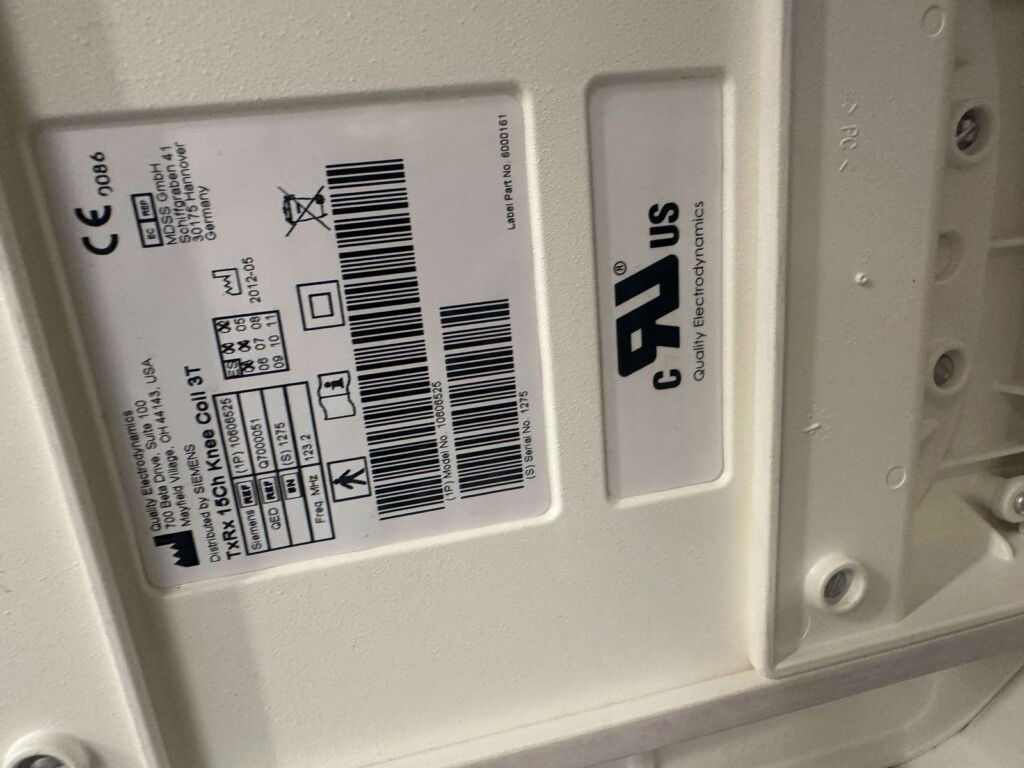 Quality Electrodynamics
700 Beta Drive, Suite 100
Mayfield Village, OH 44143, USA
Distributed by SIEMENS
TxRx 15Ch Knee Coil 3T
Siemens REF (1P) 10606525
QED REF Q7000051
SN (S) 1275
Freq. MHz 123.2
ES 05
06 07 08
09 10 11
2012-05
CE 0086
EC REP
MDSS GmbH
Schiffgraben 41
30175 Hannover
Germany
(1P) Model No. 10606525
(S) Serial No. 1275
Label Part No. 6000161
c RU ® US
Quality Electrodynamics
>PC<